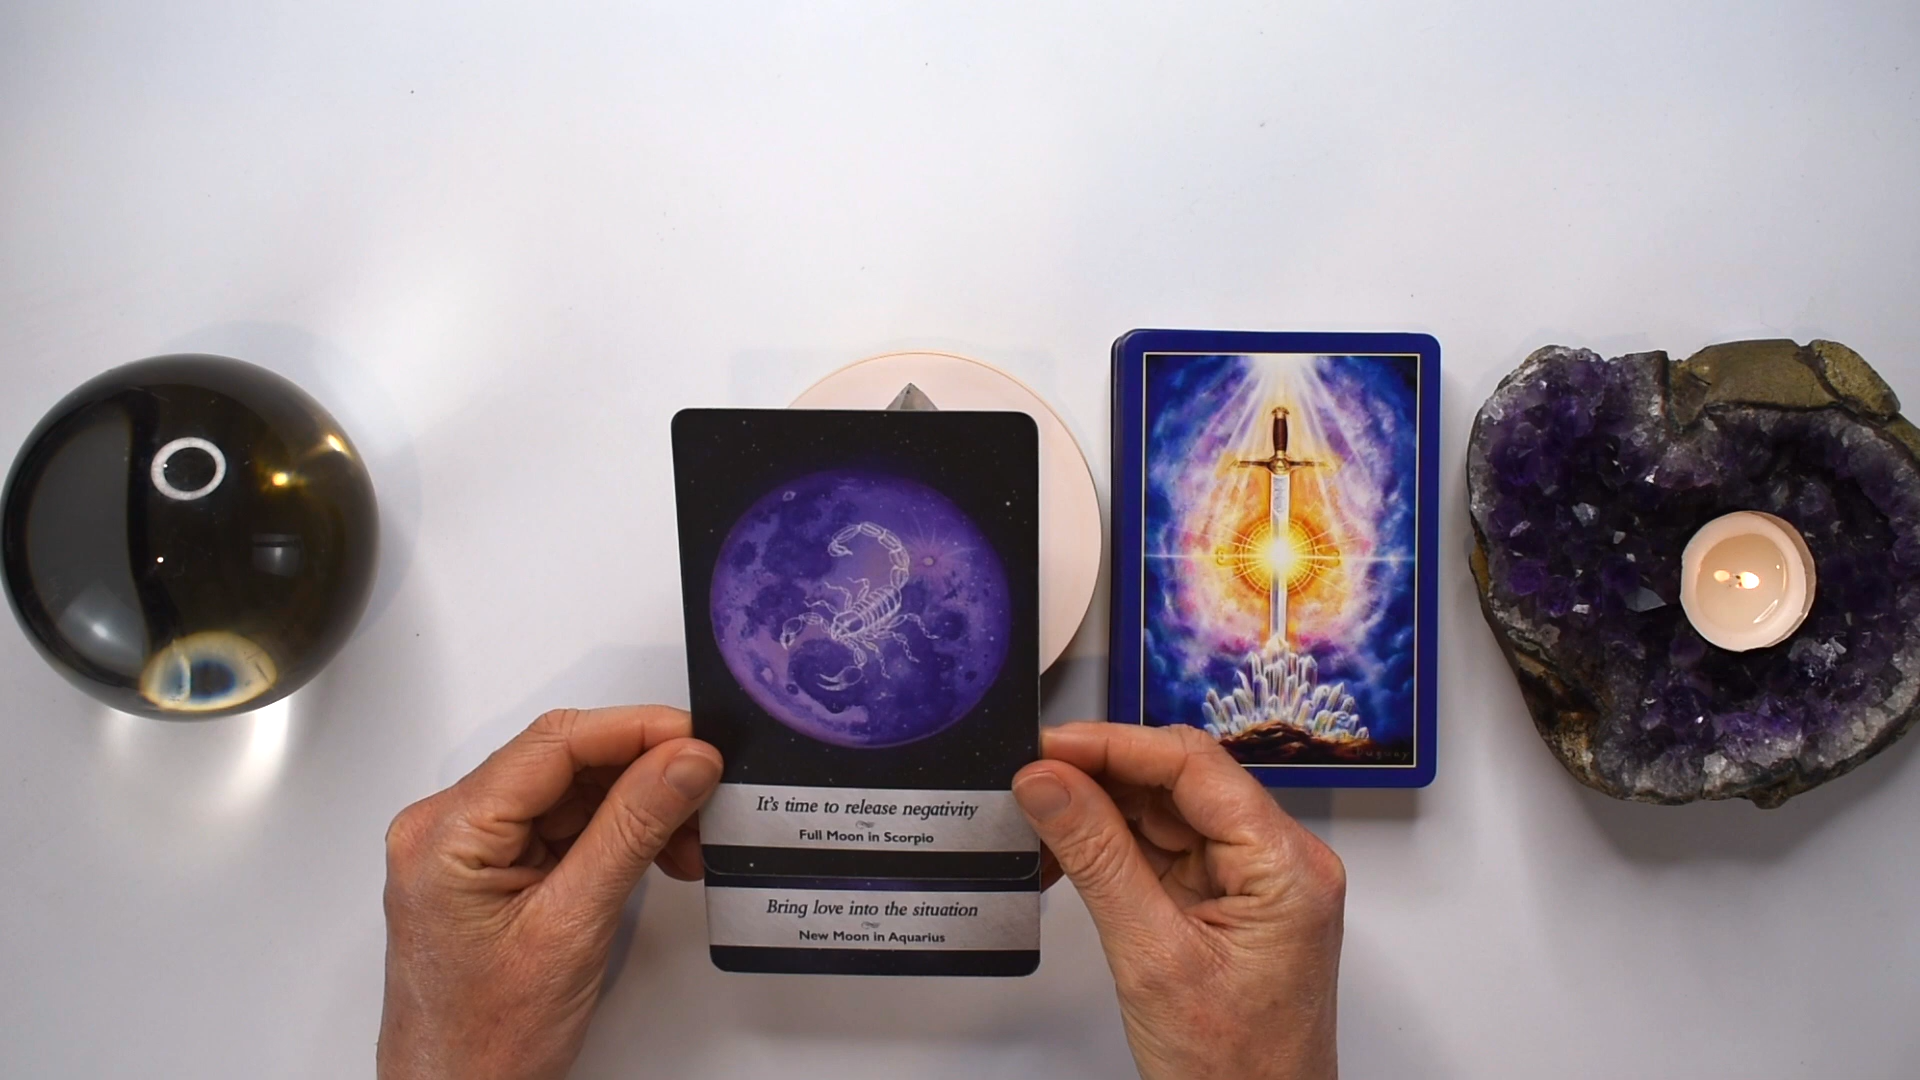 It's time to release negativity
Full Moon in Scorpio
Bring love into the situation
New Moon in Aquarius